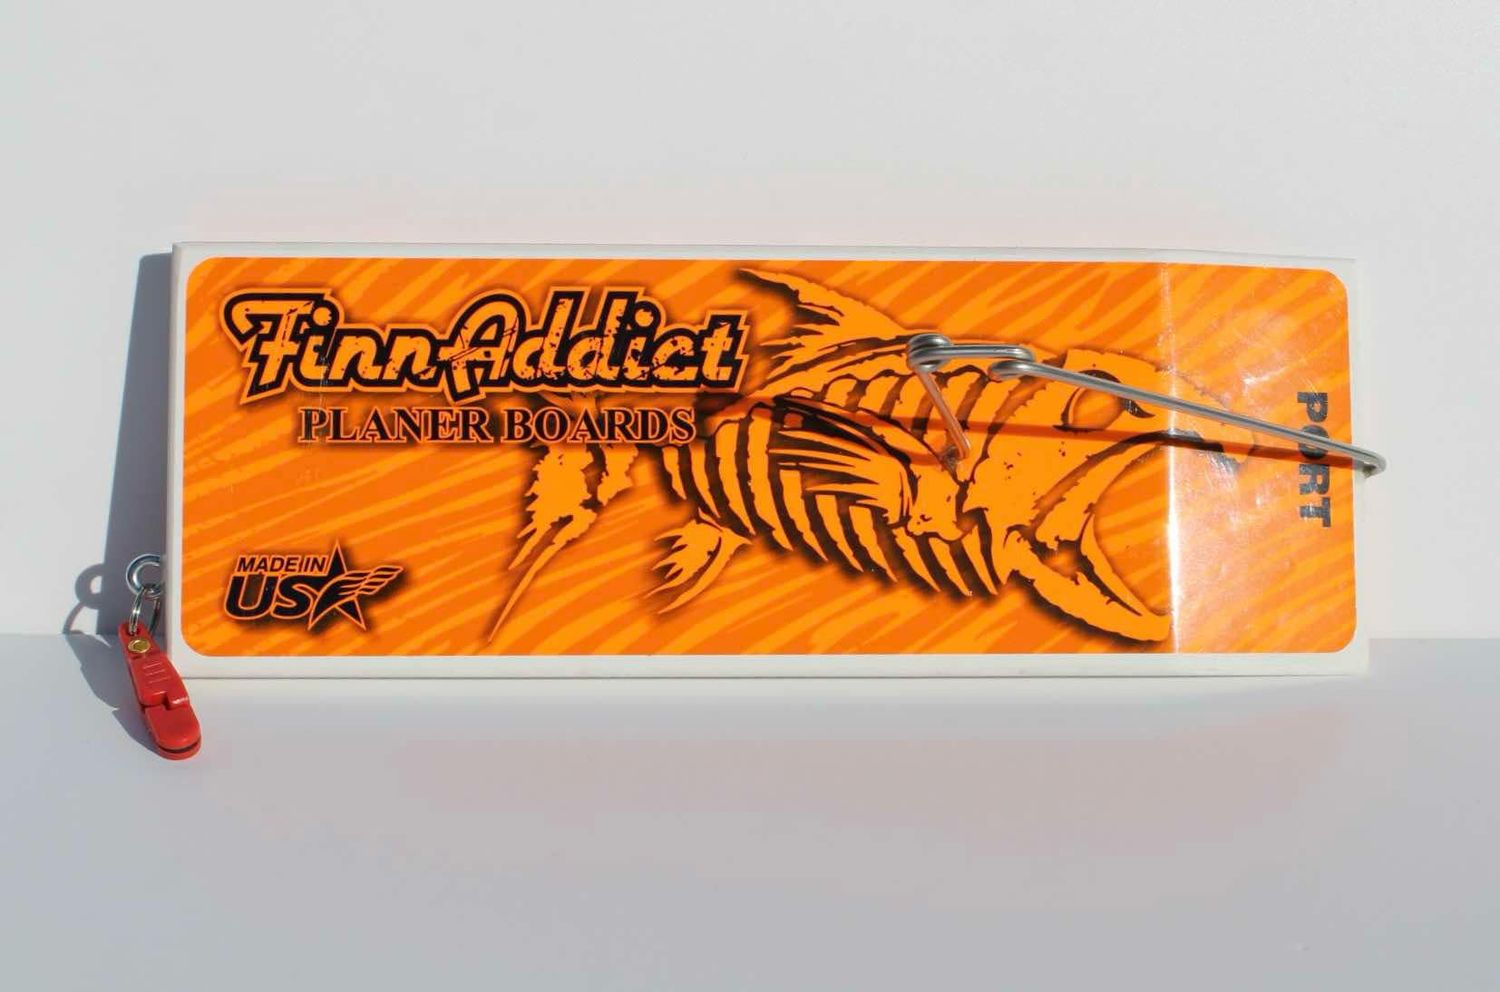 FinnAddict
PLANER BOARDS
MADE IN
USA
PORT